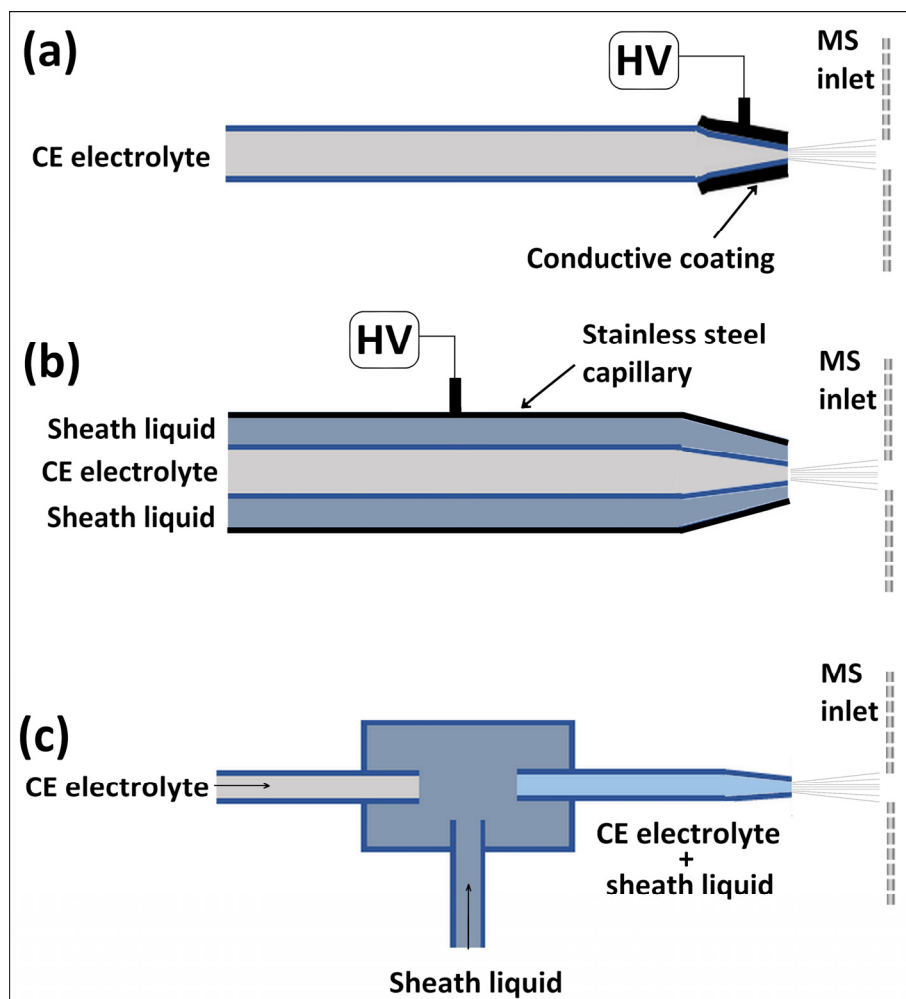 (a)
HV
MS
inlet
CE electrolyte
Conductive coating
(b)
HV
Stainless steel
capillary
MS
inlet
Sheath liquid
CE electrolyte
Sheath liquid
(c)
MS
inlet
CE electrolyte
CE electrolyte
+
sheath liquid
Sheath liquid